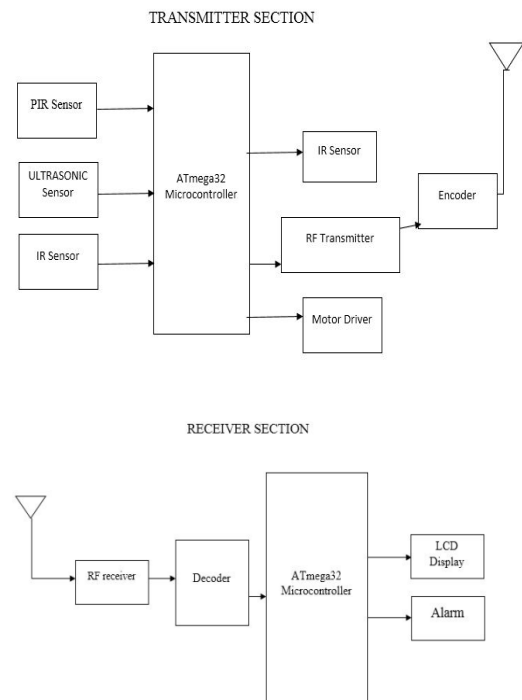 TRANSMITTER SECTION
PIR Sensor
ULTRASONIC
Sensor
IR Sensor
ATmega32
Microcontroller
IR Sensor
RF Transmitter
Encoder
Motor Driver
RECEIVER SECTION
RF receiver
Decoder
ATmega32
Microcontroller
LCD
Display
Alarm